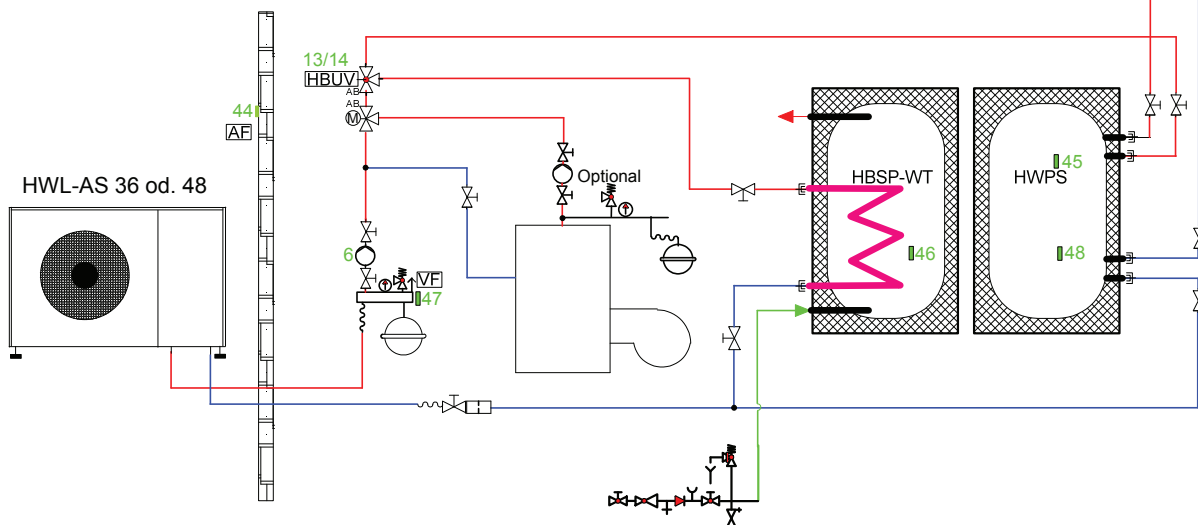 13/14
HBUV
AB
AB
M
44
AF
HWL-AS 36 od. 48
Optional
6
VF
47
HBSP-WT
46
HWPS
45
48